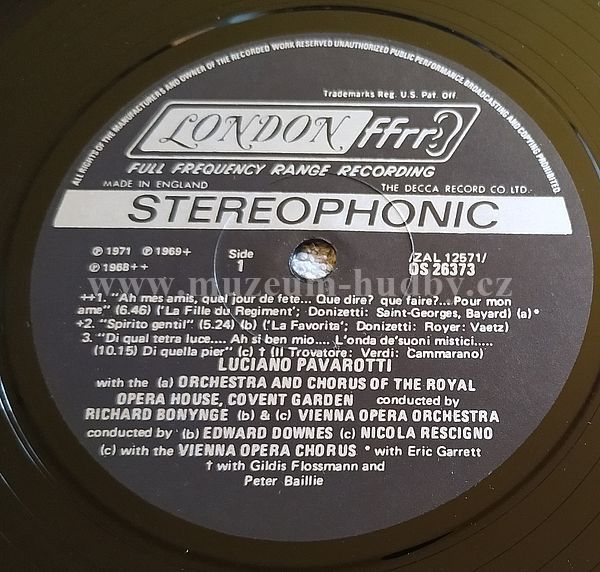 ALL RIGHTS OF THE MANUFACTURERS AND OWNER OF THE RECORDED WORK RESERVED UNAUTHORIZED PUBLIC PERFORMANCE BROADCASTING AND COPYING PROHIBITED.
Trademarks Reg. U.S. Pat. Off.
LONDON ffrr
FULL FREQUENCY RANGE RECORDING
MADE IN ENGLAND THE DECCA RECORD CO. LTD.
STEREOPHONIC
℗ 1971 ℗ 1969+ Side /ZAL 12571/
℗ 1968++ 1 OS 26373
www.muzeum-hudby.cz
++1. "Ah mes amis, quel jour de fete... Que dire? que faire?...Pour mon
ame" (6.46) ('La Fille du Regiment'; Donizetti: Saint-Georges, Bayard) (a)*
+2. "Spirito gentil" (5.24) (b) ('La Favorita'; Donizetti: Royer: Vaetz)
3. "Di qual tetra luce.... Ah si ben mio.... L'onda de'suoni mistici.....
(10.15) Di quella pier" (c) † (Il Trovatore: Verdi: Cammarano)
LUCIANO PAVAROTTI
with the (a) ORCHESTRA AND CHORUS OF THE ROYAL
OPERA HOUSE, COVENT GARDEN conducted by
RICHARD BONYNGE (b) & (c) VIENNA OPERA ORCHESTRA
conducted by (b) EDWARD DOWNES (c) NICOLA RESCIGNO
(c) with the VIENNA OPERA CHORUS * with Eric Garrett
† with Gildis Flossmann and
Peter Baillie